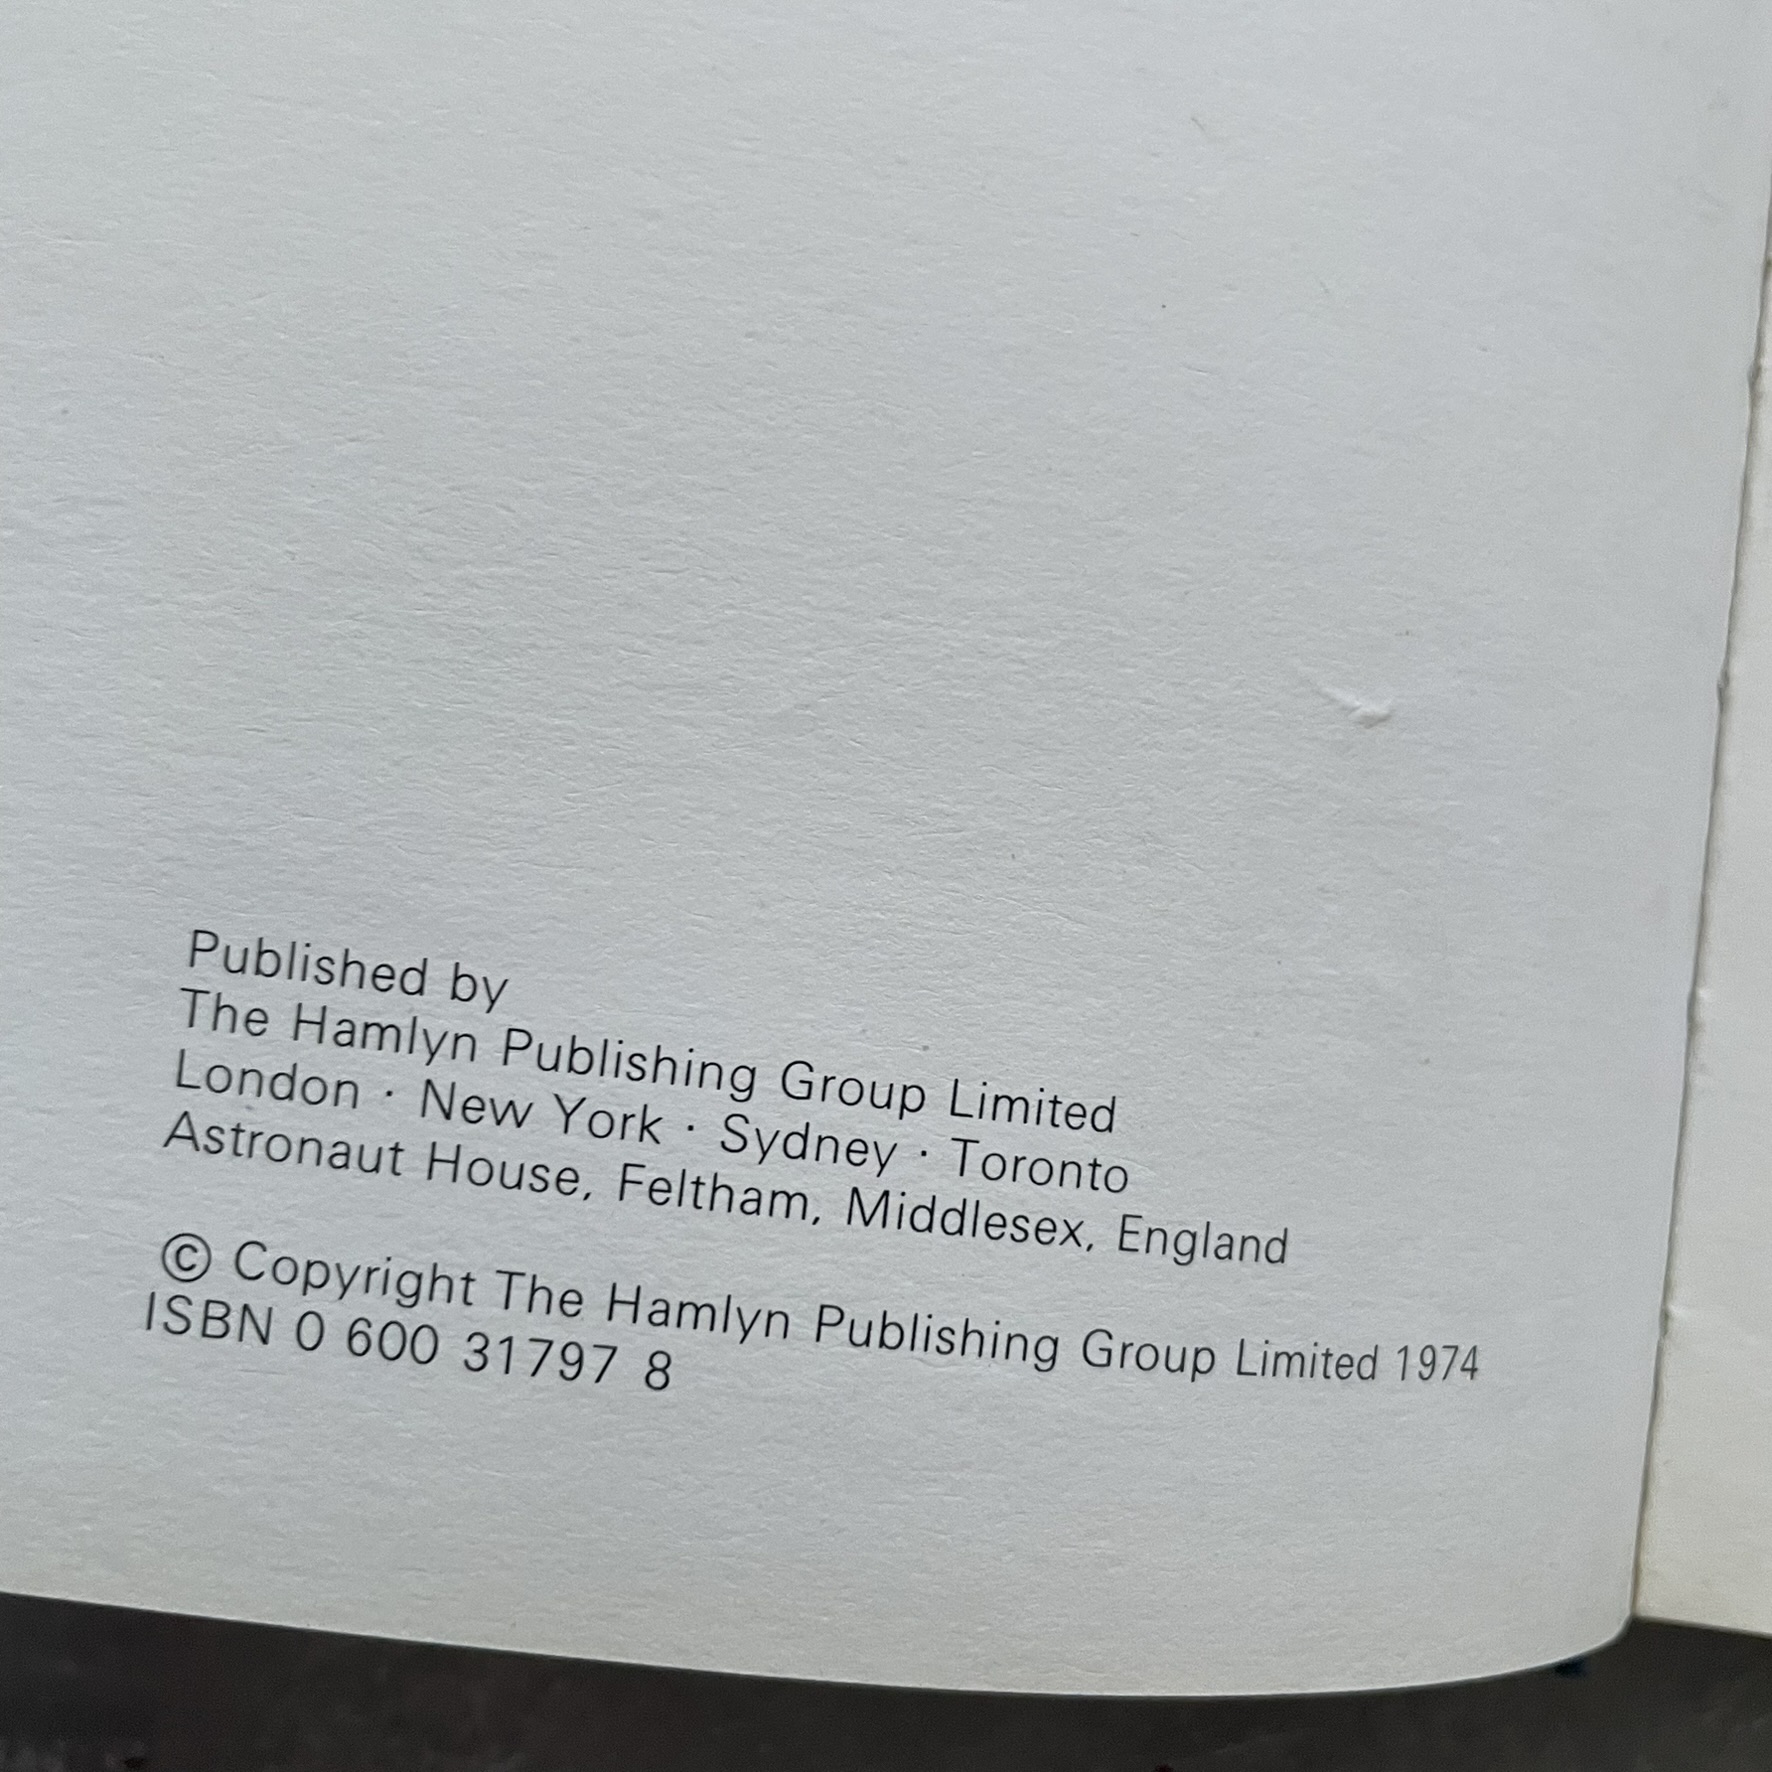 Published by
The Hamlyn Publishing Group Limited
London · New York · Sydney · Toronto
Astronaut House, Feltham, Middlesex, England
© Copyright The Hamlyn Publishing Group Limited 1974
ISBN 0 600 31797 8